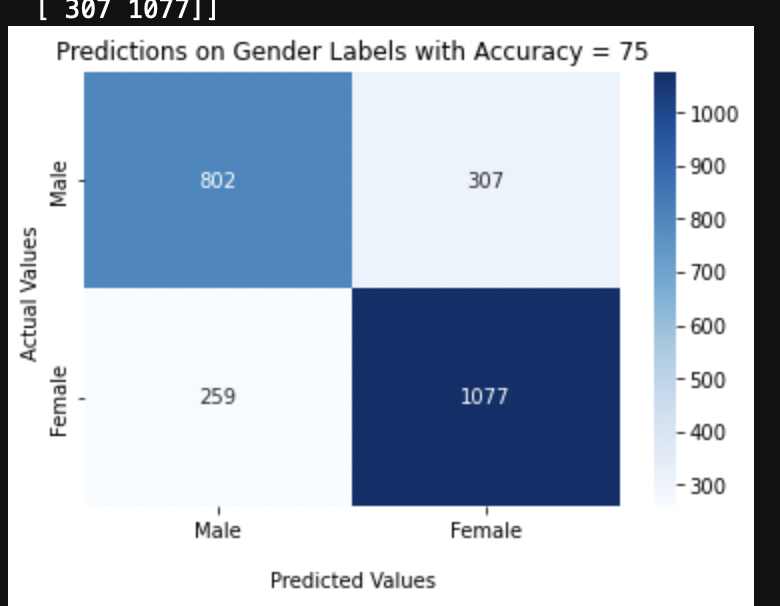 [ 307 1077]]
Predictions on Gender Labels with Accuracy = 75
Male
802
307
Female
259
1077
Male
Female
Actual Values
Predicted Values
1000
900
800
700
600
500
400
300